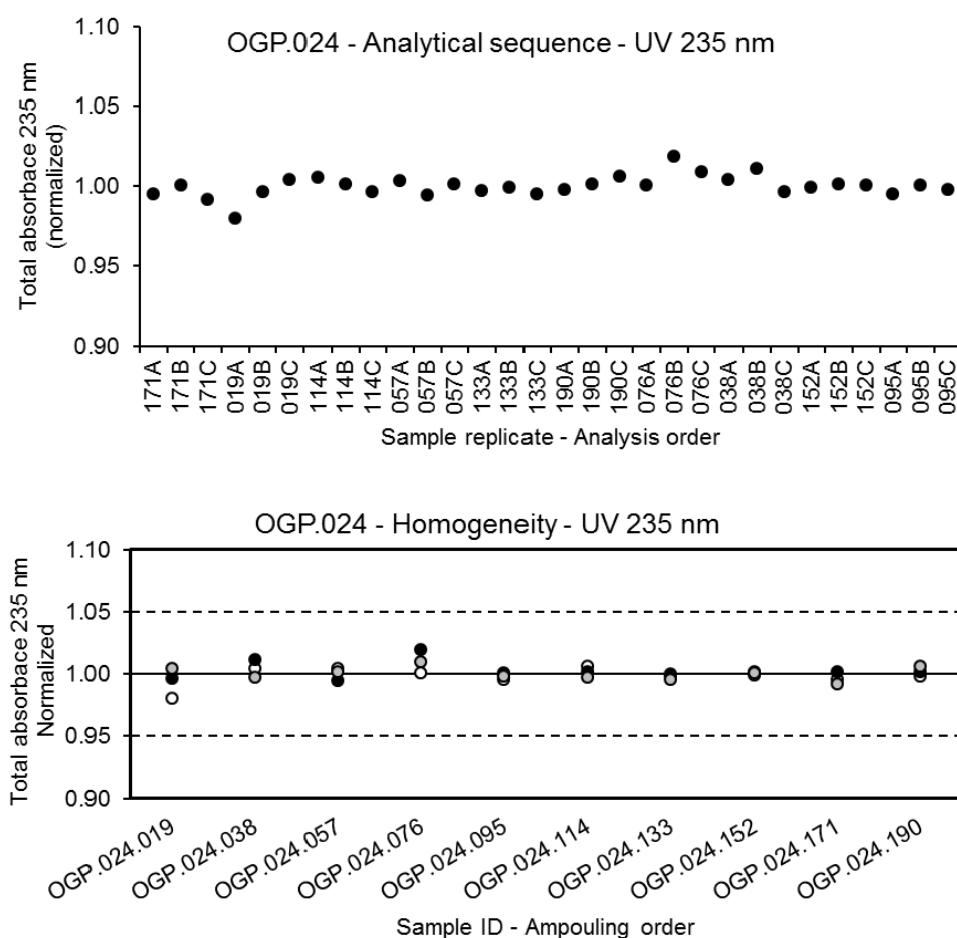 OGP.024 - Analytical sequence - UV 235 nm
Total absorbace 235 nm
(normalized)
1.10
1.05
1.00
0.95
0.90
171A
171B
171C
019A
019B
019C
114A
114B
114C
057A
057B
057C
133A
133B
133C
190A
190B
190C
076A
076B
076C
038A
038B
038C
152A
152B
152C
095A
095B
095C
Sample replicate - Analysis order
OGP.024 - Homogeneity - UV 235 nm
Total absorbace 235 nm
Normalized
1.10
1.05
1.00
0.95
0.90
OGP.024.019
OGP.024.038
OGP.024.057
OGP.024.076
OGP.024.095
OGP.024.114
OGP.024.133
OGP.024.152
OGP.024.171
OGP.024.190
Sample ID - Ampouling order